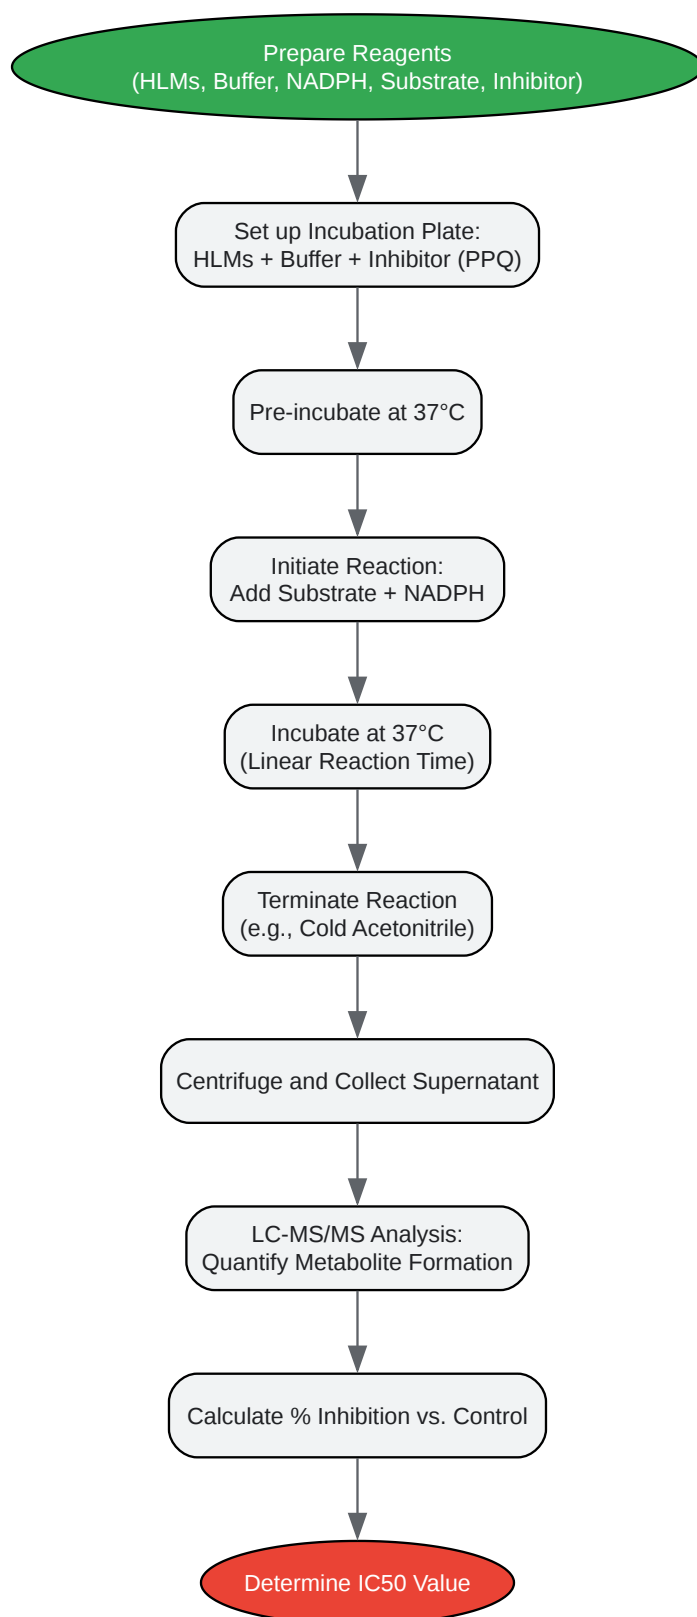 Prepare Reagents
(HLMs, Buffer, NADPH, Substrate, Inhibitor)
Set up Incubation Plate:
HLMs + Buffer + Inhibitor (PPQ)
Pre-incubate at 37°C
Initiate Reaction:
Add Substrate + NADPH
Incubate at 37°C
(Linear Reaction Time)
Terminate Reaction
(e.g., Cold Acetonitrile)
Centrifuge and Collect Supernatant
LC-MS/MS Analysis:
Quantify Metabolite Formation
Calculate % Inhibition vs. Control
Determine IC50 Value